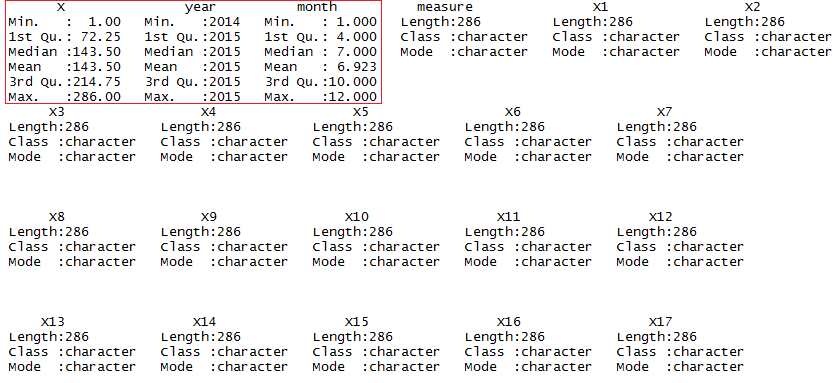 X               year          month           measure               X1                 X2
Min.   :  1.00   Min.   :2014   Min.   : 1.000   Length:286         Length:286         Length:286
1st Qu.: 72.25   1st Qu.:2015   1st Qu.: 4.000   Class :character   Class :character   Class :character
Median :143.50   Median :2015   Median : 7.000   Mode  :character   Mode  :character   Mode  :character
Mean   :143.50   Mean   :2015   Mean   : 6.923
3rd Qu.:214.75   3rd Qu.:2015   3rd Qu.:10.000
Max.   :286.00   Max.   :2015   Max.   :12.000
     X3                 X4                 X5                 X6                 X7
Length:286         Length:286         Length:286         Length:286         Length:286
Class :character   Class :character   Class :character   Class :character   Class :character
Mode  :character   Mode  :character   Mode  :character   Mode  :character   Mode  :character
     X8                 X9                 X10                X11                X12
Length:286         Length:286         Length:286         Length:286         Length:286
Class :character   Class :character   Class :character   Class :character   Class :character
Mode  :character   Mode  :character   Mode  :character   Mode  :character   Mode  :character
    X13                X14                X15                X16                X17
Length:286         Length:286         Length:286         Length:286         Length:286
Class :character   Class :character   Class :character   Class :character   Class :character
Mode  :character   Mode  :character   Mode  :character   Mode  :character   Mode  :character